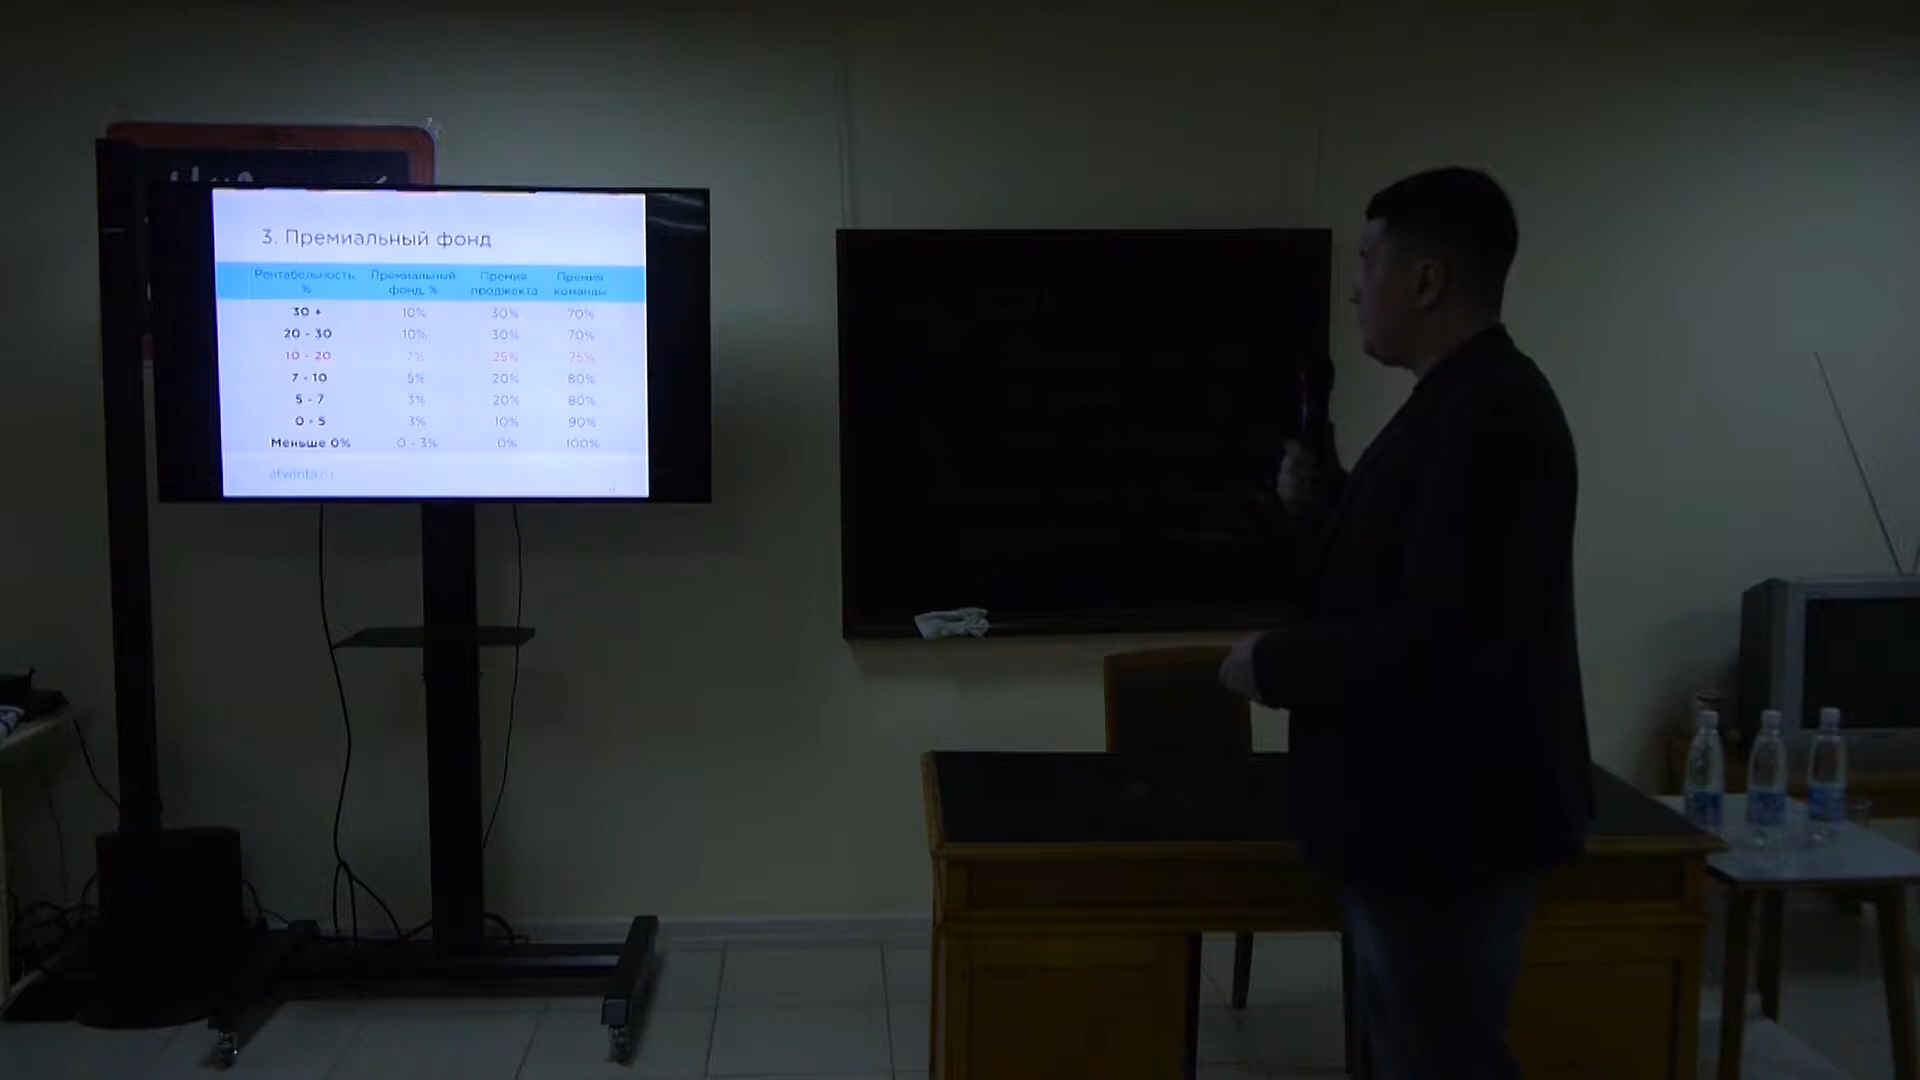 3. Премиальный фонд
Рентабельность % Премиальный фонд, % Премия проджекта Премия команды
30 + 10% 30% 70%
20 - 30 10% 30% 70%
10 - 20 7% 25% 75%
7 - 10 5% 20% 80%
5 - 7 3% 20% 80%
0 - 5 3% 10% 90%
Меньше 0% 0 - 3% 0% 100%
atwinta.ru